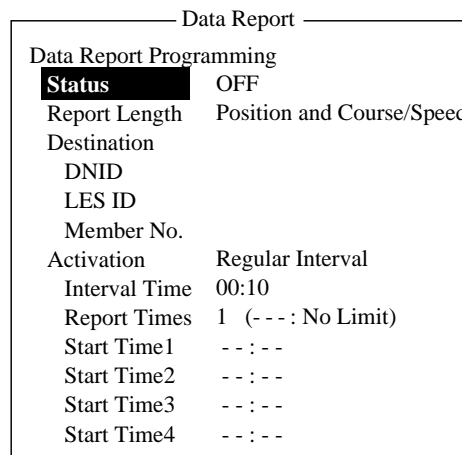 Data Report
Data Report Programming
Status OFF
Report Length Position and Course/Speed
Destination
DNID
LES ID
Member No.
Activation Regular Interval
Interval Time 00:10
Report Times 1 (- - - : No Limit)
Start Time1 - - : - -
Start Time2 - - : - -
Start Time3 - - : - -
Start Time4 - - : - -